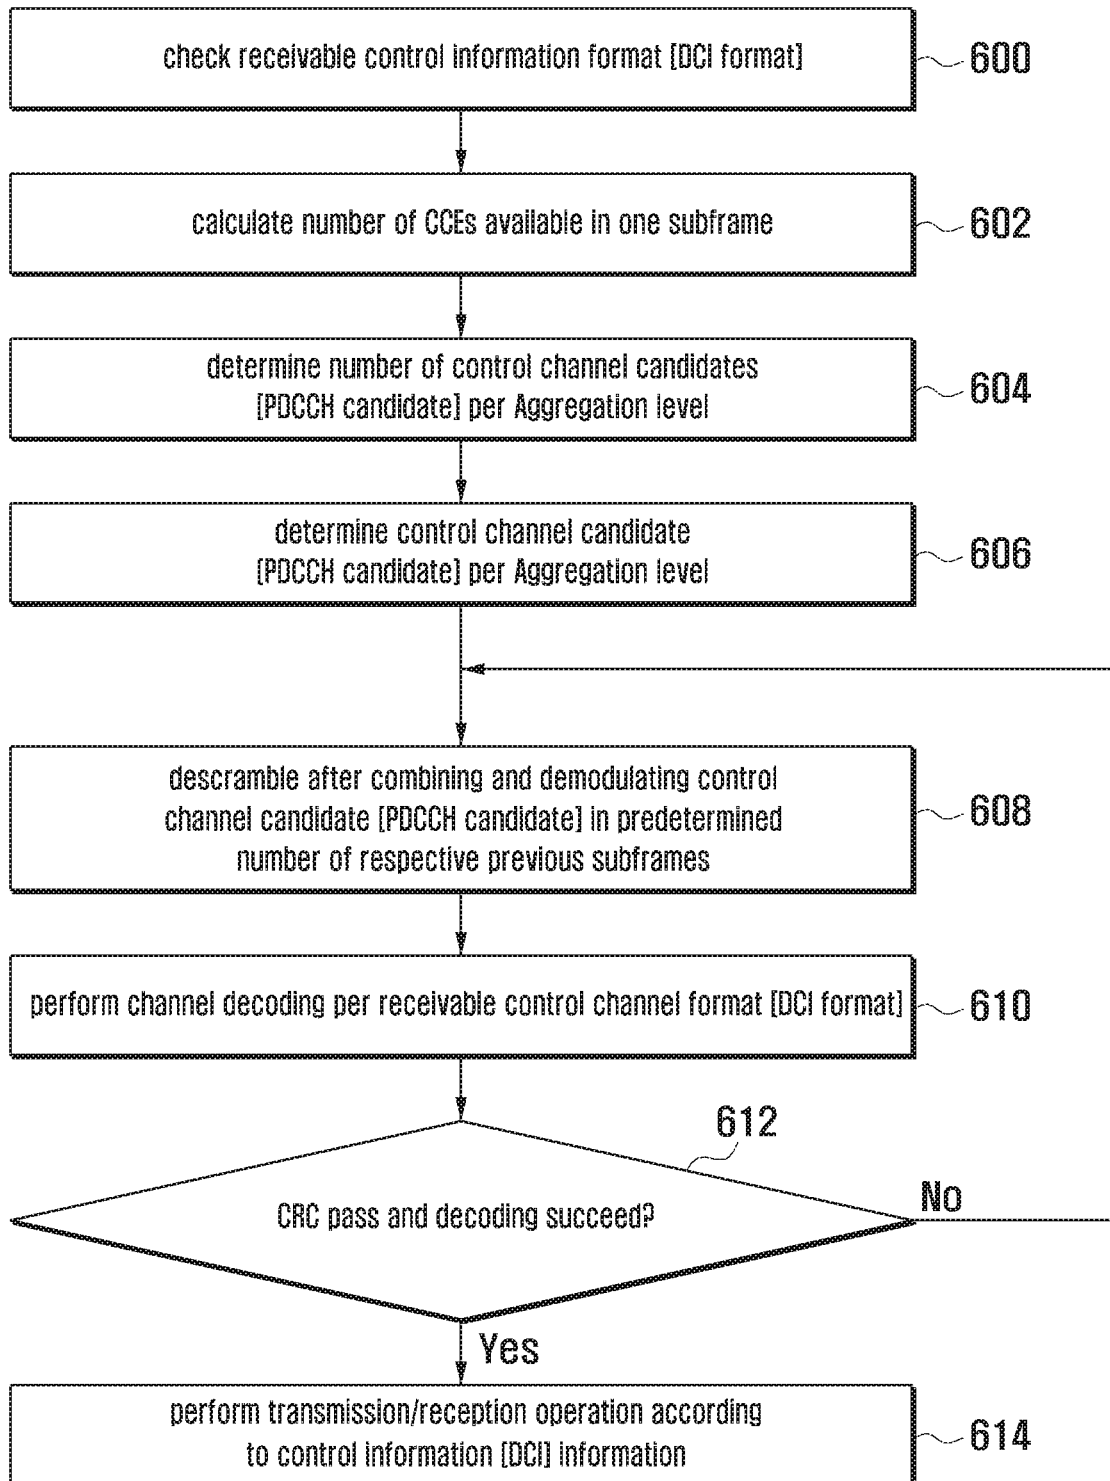 check receivable control information format [DCI format]
600
calculate number of CCEs available in one subframe
602
determine number of control channel candidates
[PDCCH candidate] per Aggregation level
604
determine control channel candidate
[PDCCH candidate] per Aggregation level
606
descramble after combining and demodulating control
channel candidate [PDCCH candidate] in predetermined
number of respective previous subframes
608
perform channel decoding per receivable control channel format [DCI format]
610
612
CRC pass and decoding succeed?
No
Yes
perform transmission/reception operation according
to control information [DCI] information
614